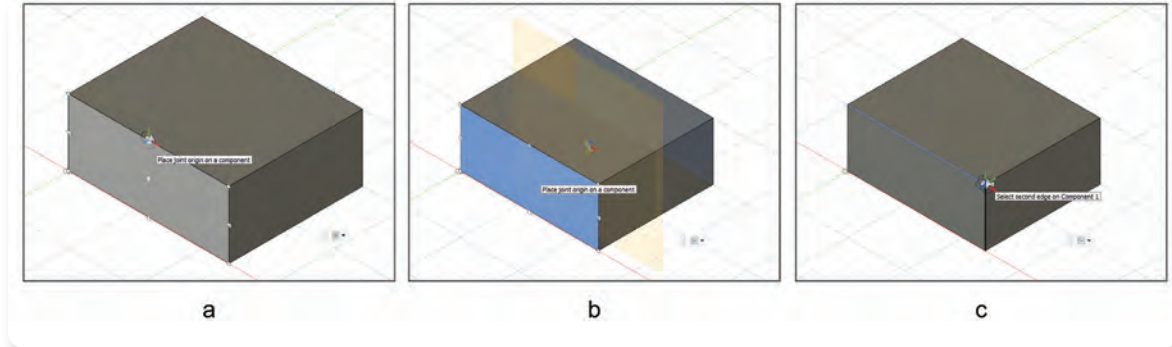 Place joint origin on a component
Place joint origin on a component
Select second edge on Component 1
a
b
c